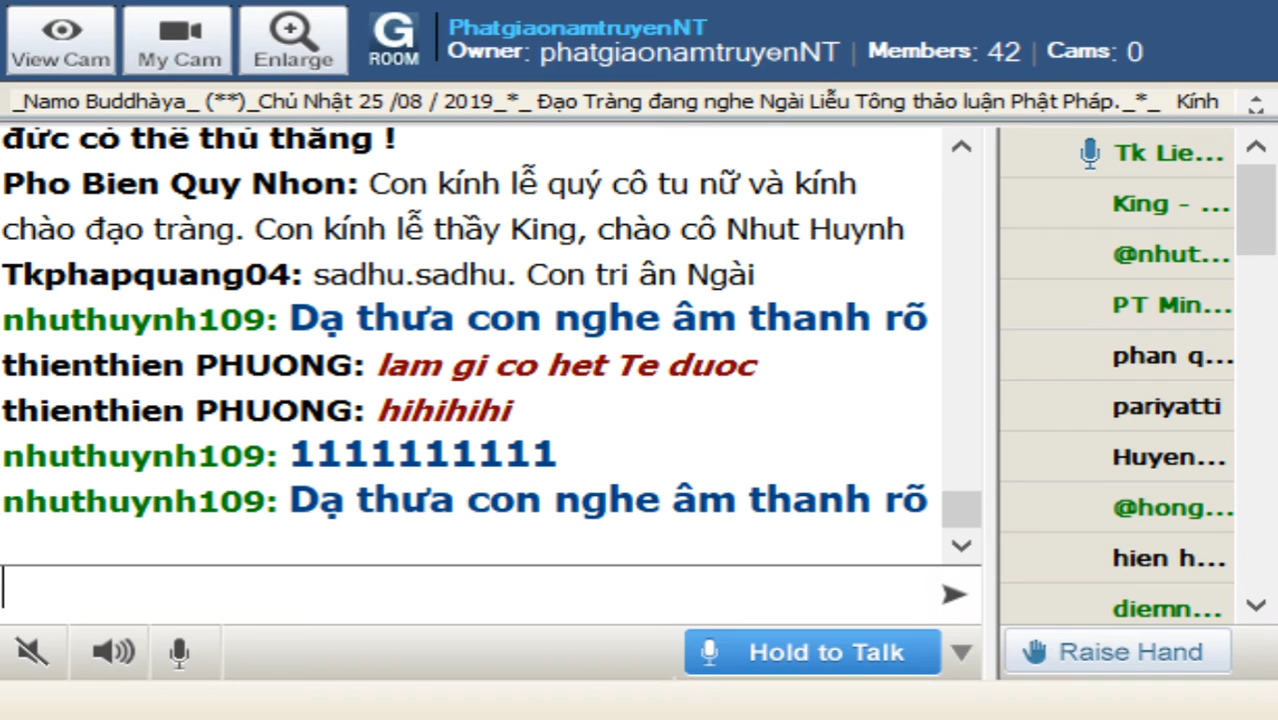 View Cam
My Cam
Enlarge
G
ROOM
PhatgiaonamtruyenNT
Owner: phatgiaonamtruyenNT | Members: 42 | Cams: 0
_Namo Buddhàya_ (**)_Chủ Nhật 25 /08 / 2019_*_ Đạo Tràng đang nghe Ngài Liễu Tông thảo luận Phật Pháp._*_ Kính
đức có thể thù thắng !
Pho Bien Quy Nhon: Con kính lễ quý cô tu nữ và kính
chào đạo tràng. Con kính lễ thầy King, chào cô Nhut Huynh
Tkphapquang04: sadhu.sadhu. Con tri ân Ngài
nhuthuynh109: Dạ thưa con nghe âm thanh rõ
thienthien PHUONG: lam gi co het Te duoc
thienthien PHUONG: hihihihi
nhuthuynh109: 1111111111
nhuthuynh109: Dạ thưa con nghe âm thanh rõ
Hold to Talk
Tk Lie...
King - ...
@nhut...
PT Min...
phan q...
pariyatti
Huyen...
@hong...
hien h...
diemn...
Raise Hand